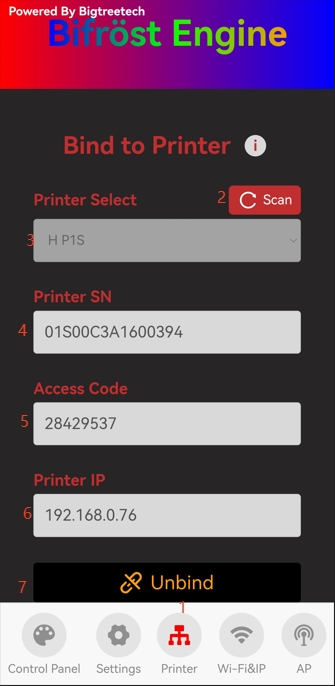 Powered By Bigtreetech
Bifröst Engine
Bind to Printer i
Printer Select
2 Scan
3 H P1S
Printer SN
4 01S00C3A1600394
Access Code
5 28429537
Printer IP
6 192.168.0.76
7 Unbind
1
Control Panel Settings Printer Wi-Fi&IP AP